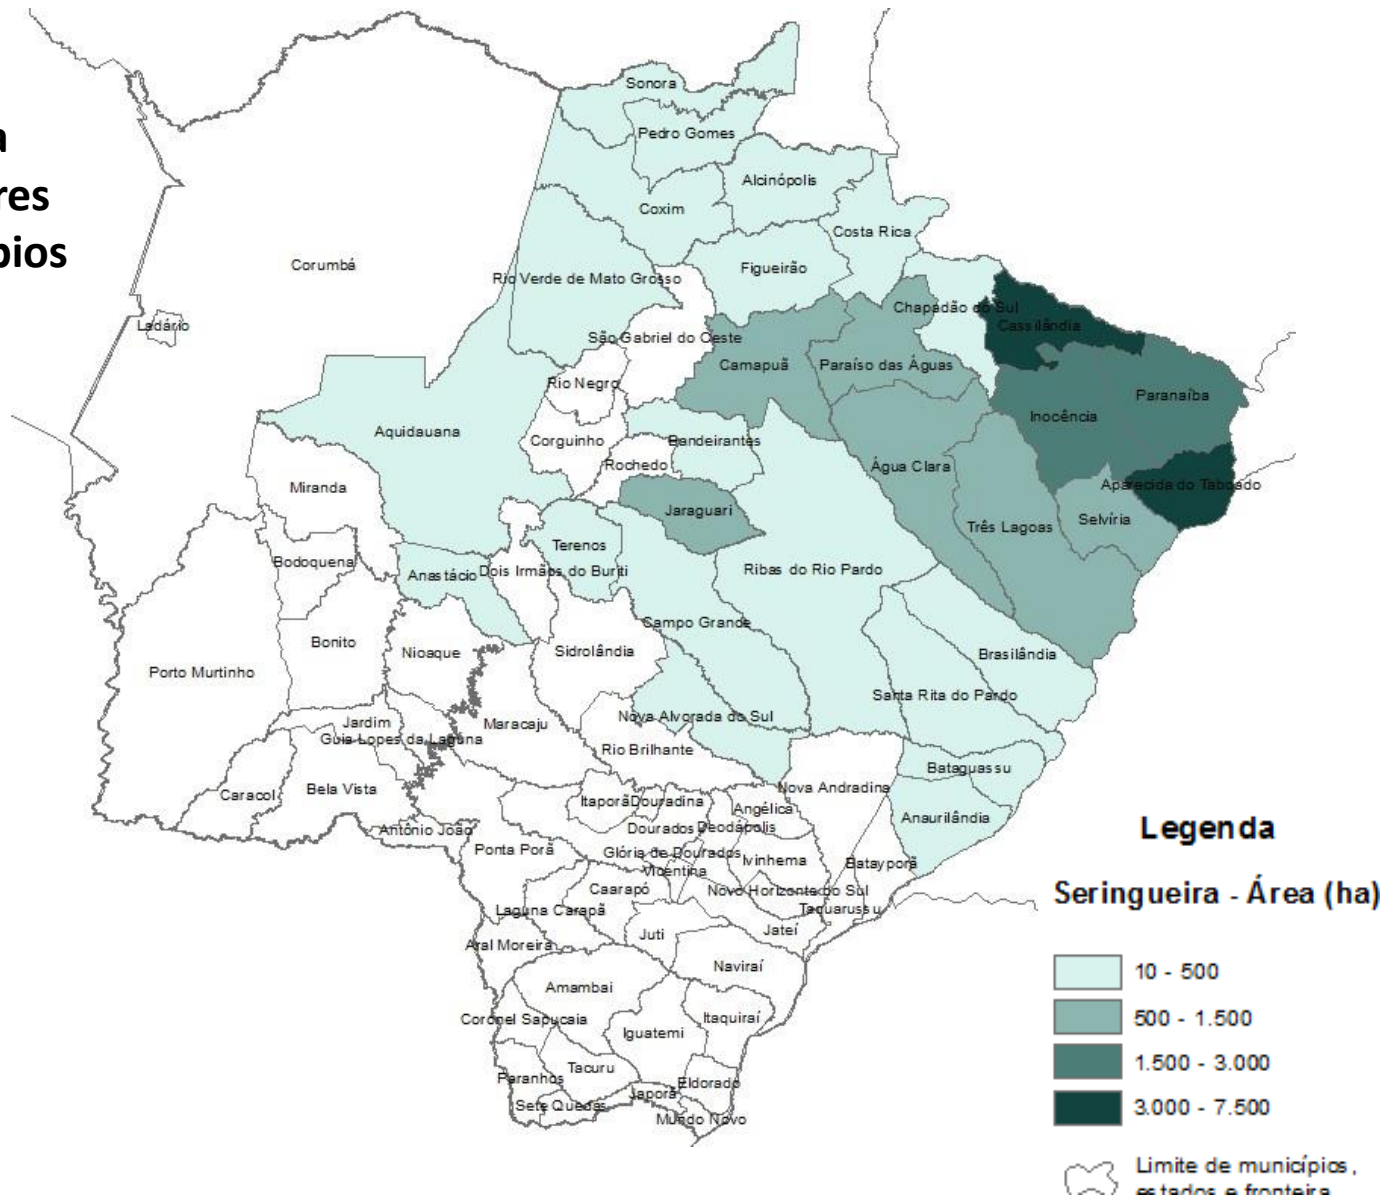 a
res
pios
Sonora
Pedro Gomes
Alcinópolis
Coxim
Costa Rica
Corumbá
Figueirão
Rio Verde de Mato Grosso
Chapadão do Sul
Ladário
Cassilândia
São Gabriel do Oeste
Camapuã
Paraíso das Águas
Rio Negro
Paranaíba
Inocência
Aquidauana
Corguinho
Bandeirantes
Rochedo
Água Clara
Miranda
Aparecida do Taboado
Jaraguari
Selvíria
Três Lagoas
Terenos
Bodoquena
Anastácio
Dois Irmãos do Buriti
Ribas do Rio Pardo
Campo Grande
Bonito
Nioaque
Sidrolândia
Brasilândia
Porto Murtinho
Santa Rita do Pardo
Jardim
Maracaju
Nova Alvorada do Sul
Guia Lopes da Laguna
Rio Brilhante
Bataguassu
Bela Vista
Caracol
Nova Andradina
Itaporã
Douradina
Angélica
Anaurilândia
Antônio João
Dourados
Deodápolis
Ponta Porã
Glória de Dourados
Ivinhema
Batayporã
Vicentina
Caarapó
Novo Horizonte do Sul
Laguna Carapã
Taquarussu
Juti
Jateí
Aral Moreira
Naviraí
Amambai
Coronel Sapucaia
Iguatemi
Itaquiraí
Tacuru
Paranhos
Eldorado
Japorã
Sete Quedas
Mundo Novo
Legenda
Seringueira - Área (ha)
10 - 500
500 - 1.500
1.500 - 3.000
3.000 - 7.500
Limite de municípios,
estados e fronteira